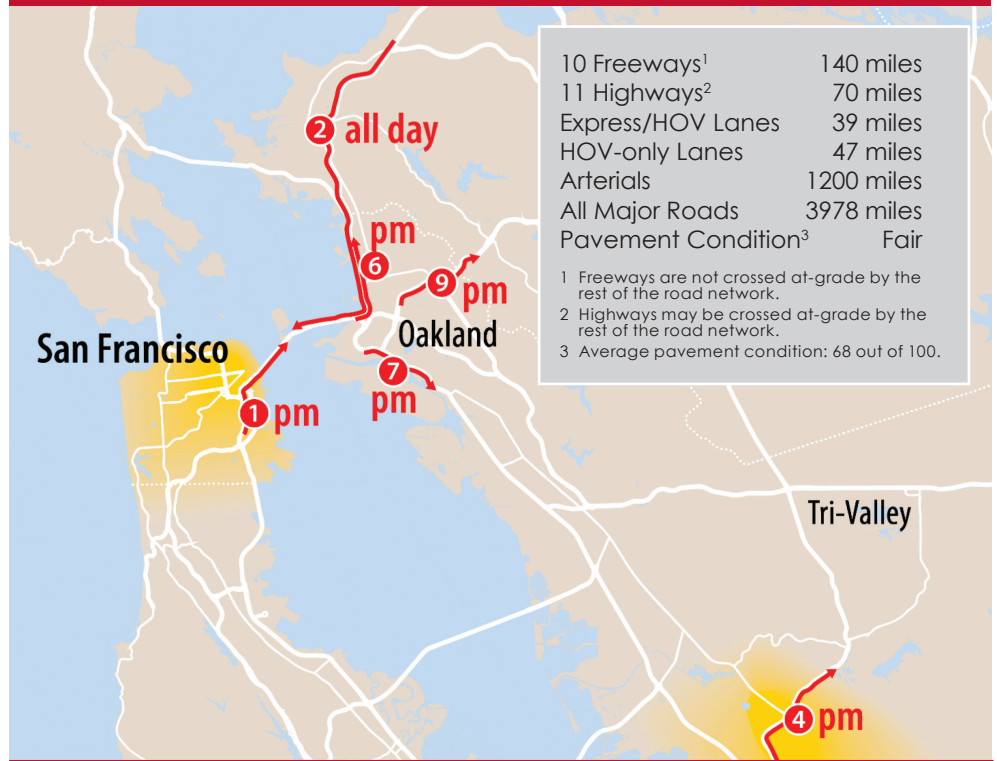 10 Freeways1 140 miles
11 Highways2 70 miles
Express/HOV Lanes 39 miles
HOV-only Lanes 47 miles
Arterials 1200 miles
All Major Roads 3978 miles
Pavement Condition3 Fair
1 Freeways are not crossed at-grade by the
rest of the road network.
2 Highways may be crossed at-grade by the
rest of the road network.
3 Average pavement condition: 68 out of 100.
2 all day
pm
6
9 pm
Oakland
San Francisco
7
pm
1 pm
Tri-Valley
4 pm